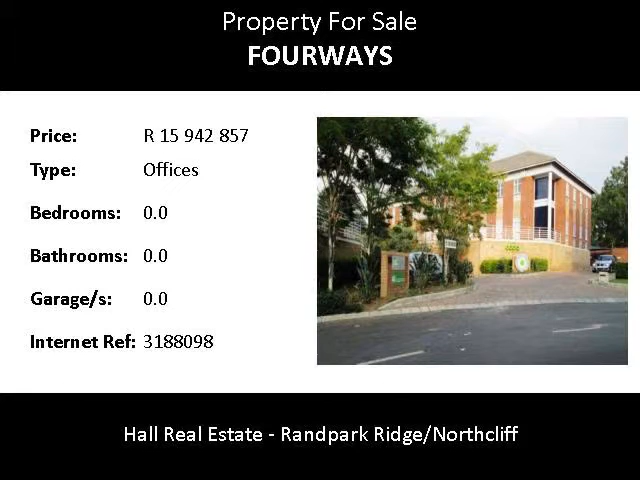 Property For Sale
FOURWAYS
Price: R 15 942 857
Type: Offices
Bedrooms: 0.0
Bathrooms: 0.0
Garage/s: 0.0
Internet Ref: 3188098
Hall Real Estate - Randpark Ridge/Northcliff